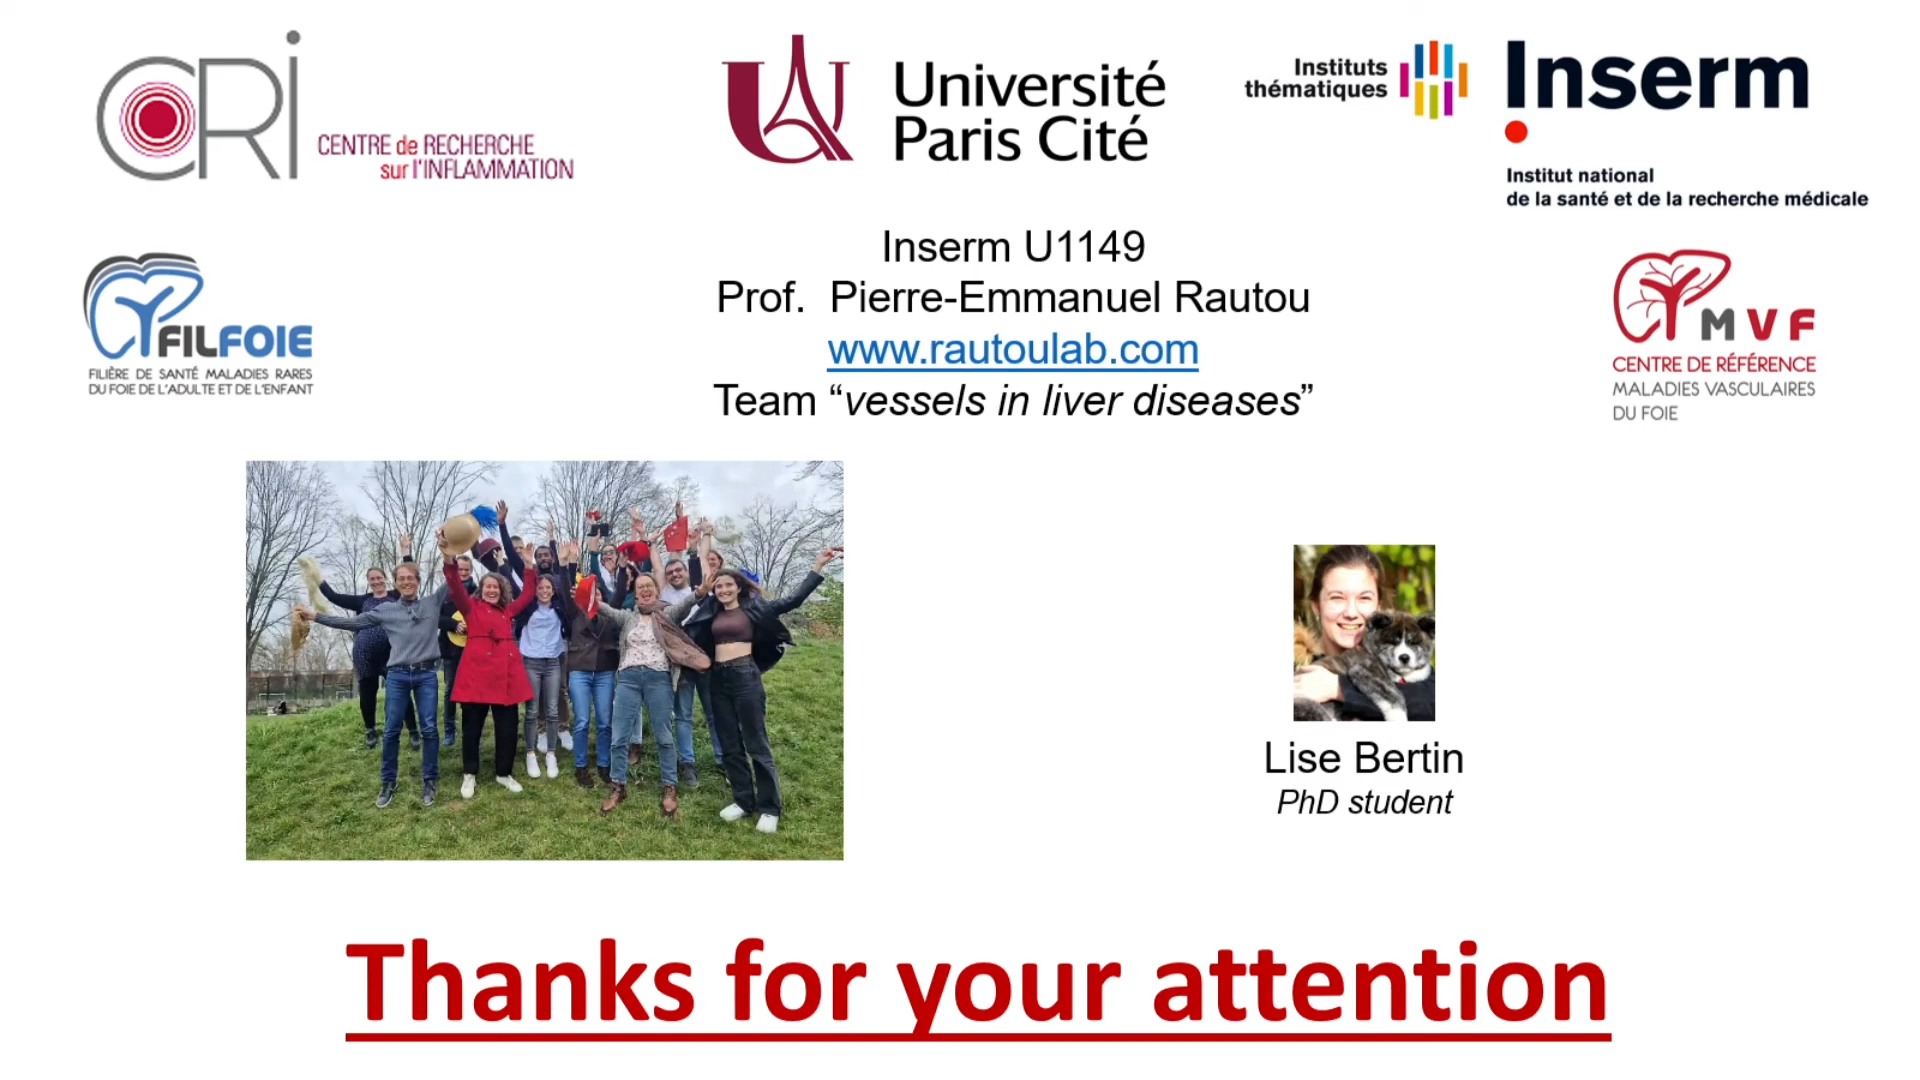 CRI
CENTRE de RECHERCHE
sur l'INFLAMMATION
Université
Paris Cité
Instituts
thématiques
Inserm
Institut national
de la santé et de la recherche médicale
FILFOIE
FILIÈRE DE SANTÉ MALADIES RARES
DU FOIE DE L'ADULTE ET DE L'ENFANT
Inserm U1149
Prof. Pierre-Emmanuel Rautou
www.rautoulab.com
Team “vessels in liver diseases”
MVF
CENTRE DE RÉFÉRENCE
MALADIES VASCULAIRES
DU FOIE
Lise Bertin
PhD student
Thanks for your attention